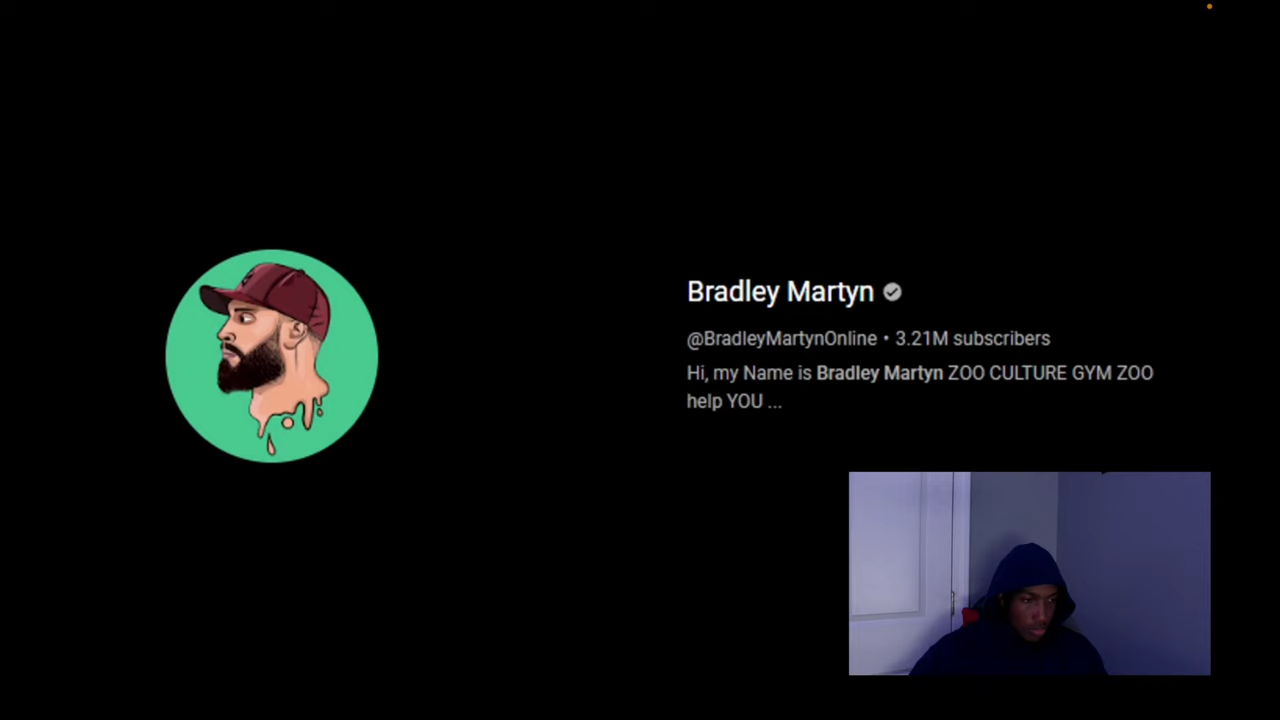 Bradley Martyn
@BradleyMartynOnline • 3.21M subscribers
Hi, my Name is Bradley Martyn ZOO CULTURE GYM ZOO
help YOU ...